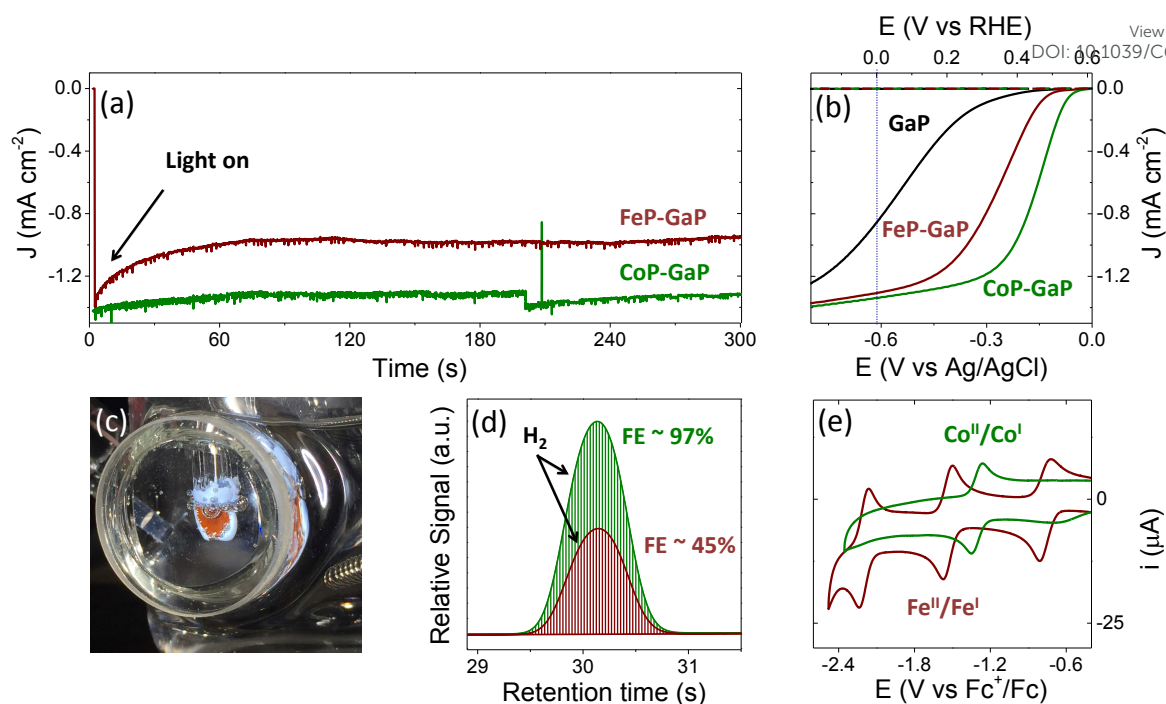 E (V vs RHE)
View
DOI: 10.1039/C
0.0 0.2 0.4 0.6
(a)
0.0
-0.4
-0.8
-1.2
J (mA cm-2)
Light on
FeP-GaP
CoP-GaP
0 60 120 180 240 300
Time (s)
(b)
GaP
FeP-GaP
CoP-GaP
0.0
-0.4
-0.8
-1.2
J (mA cm-2)
-0.6 -0.3 0.0
E (V vs Ag/AgCl)
(c)
(d)
H2
FE ~ 97%
FE ~ 45%
Relative Signal (a.u.)
29 30 31
Retention time (s)
(e)
CoII/CoI
FeII/FeI
0
-25
i (µA)
-2.4 -1.8 -1.2 -0.6
E (V vs Fc+/Fc)